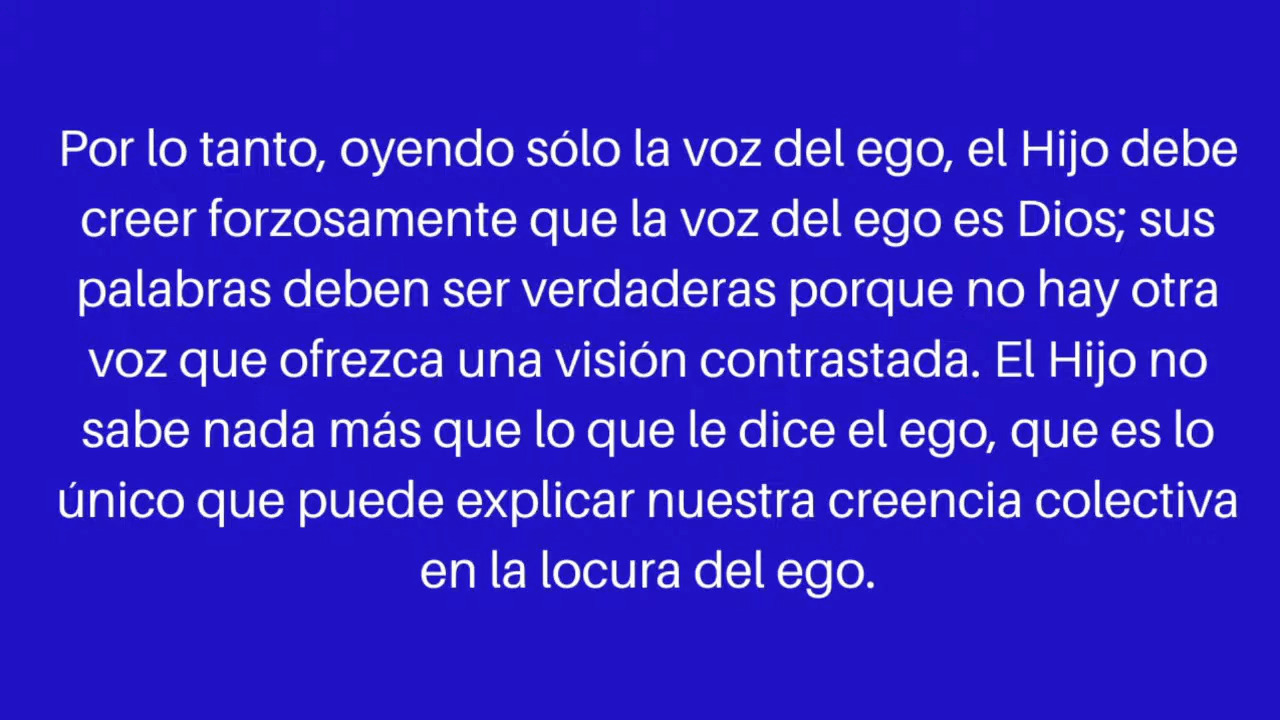 Por lo tanto, oyendo sólo la voz del ego, el Hijo debe
creer forzosamente que la voz del ego es Dios; sus
palabras deben ser verdaderas porque no hay otra
voz que ofrezca una visión contrastada. El Hijo no
sabe nada más que lo que le dice el ego, que es lo
único que puede explicar nuestra creencia colectiva
en la locura del ego.